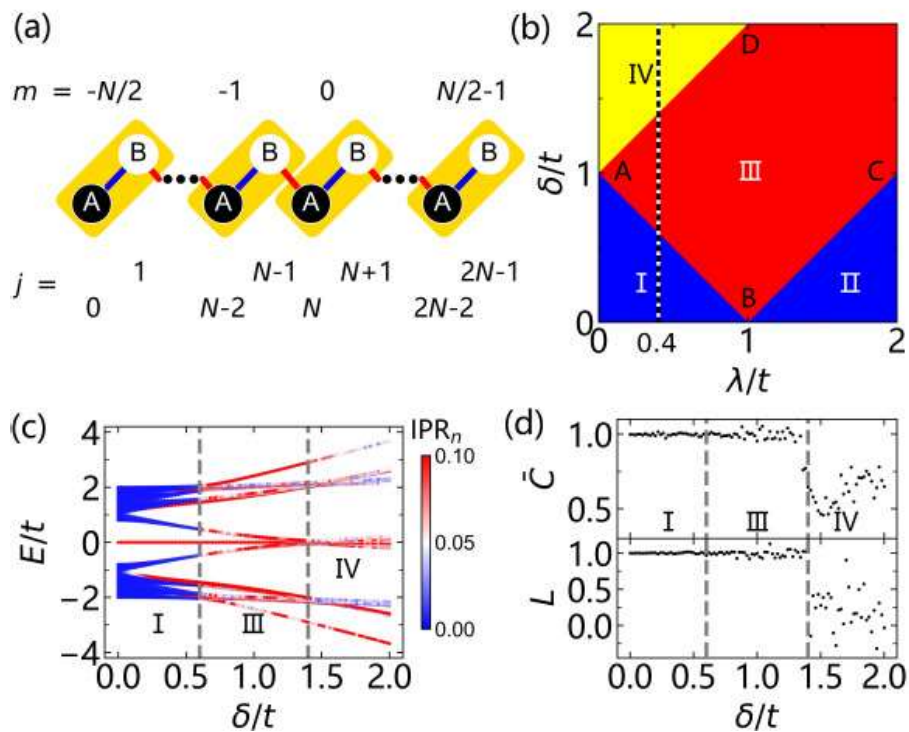 (a)
m = -N/2 -1 0 N/2-1
B B B B
A A A A
1 N-1 N+1 2N-1
j =
0 N-2 N 2N-2
(b)
2
D
IV
δ/t
1
A Ⅲ C
I B Ⅱ
0
0 0.4 1 2
λ/t
(c)
IPRn
4
0.10
2
E/t
0
0.05
IV
-2
I Ⅲ
0.00
-4
0.0 0.5 1.0 1.5 2.0
δ/t
(d)
1.0
C̄
0.5
I Ⅲ IV
1.0
L
0.5
0.0
0.0 0.5 1.0 1.5 2.0
δ/t